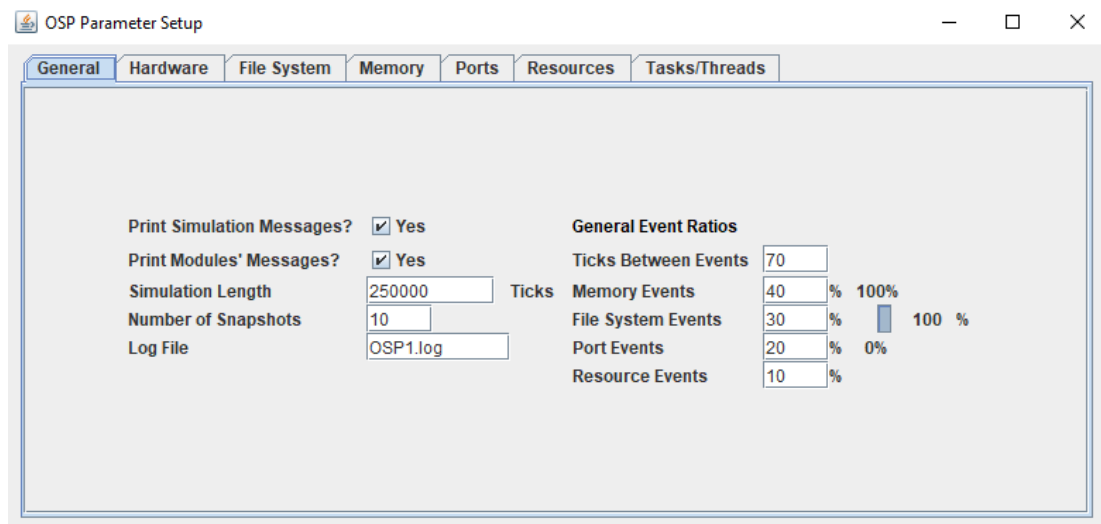 OSP Parameter Setup
General Hardware File System Memory Ports Resources Tasks/Threads
Print Simulation Messages? Yes
Print Modules' Messages? Yes
Simulation Length 250000 Ticks
Number of Snapshots 10
Log File OSP1.log
General Event Ratios
Ticks Between Events 70
Memory Events 40 % 100%
File System Events 30 % 100 %
Port Events 20 % 0%
Resource Events 10 %